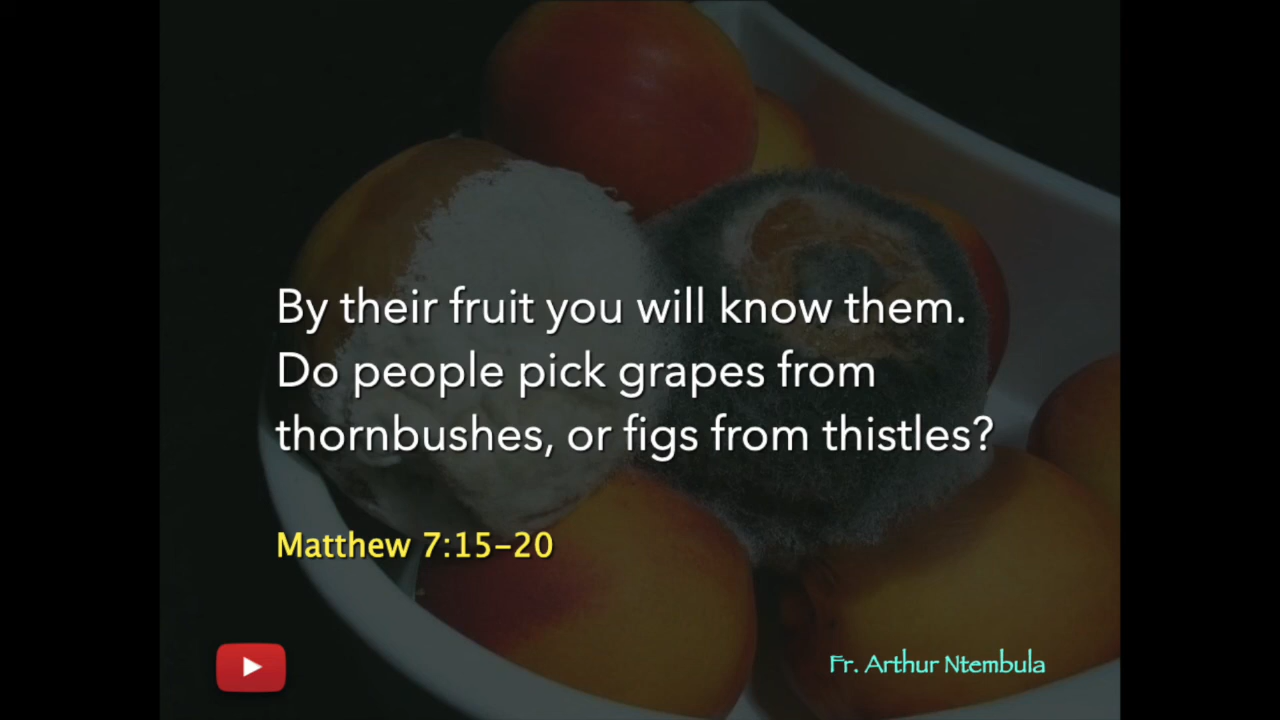 By their fruit you will know them.
Do people pick grapes from
thornbushes, or figs from thistles?
Matthew 7:15–20
Fr. Arthur Ntembula